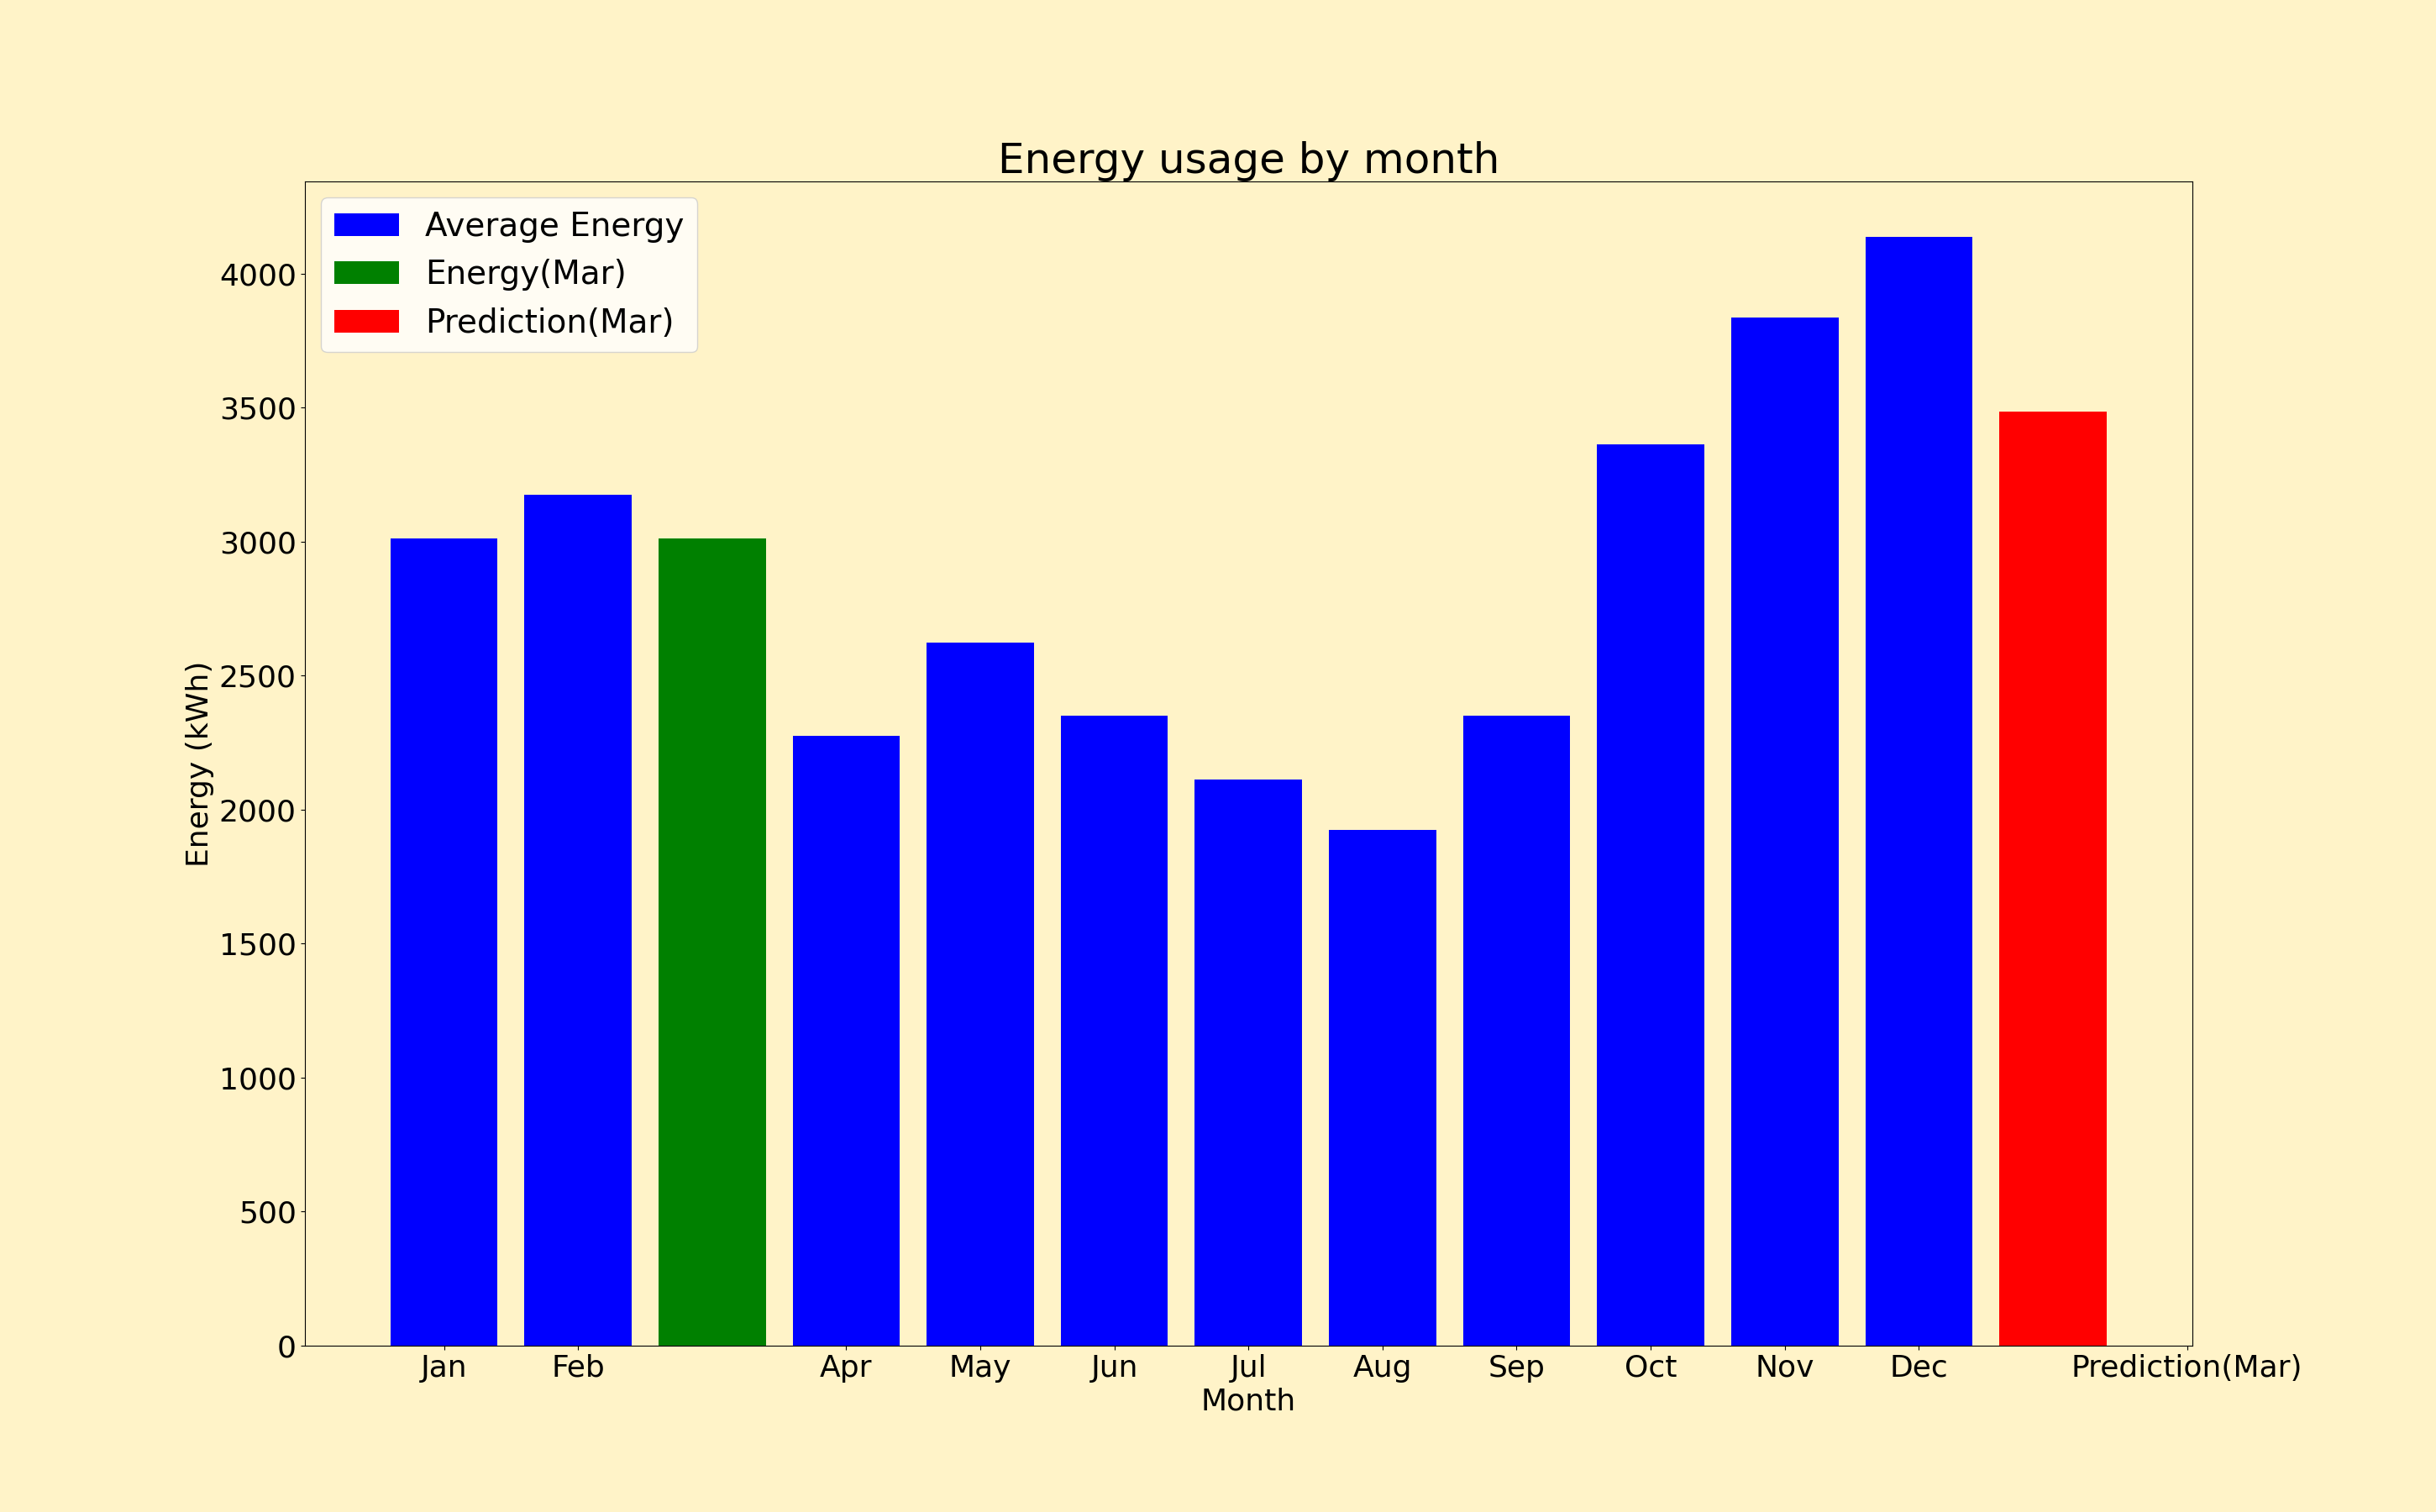 Energy usage by month
Average Energy
Energy(Mar)
Prediction(Mar)
4000
3500
3000
2500
2000
1500
1000
500
0
Energy (kWh)
Jan Feb Apr May Jun Jul Aug Sep Oct Nov Dec Prediction(Mar)
Month